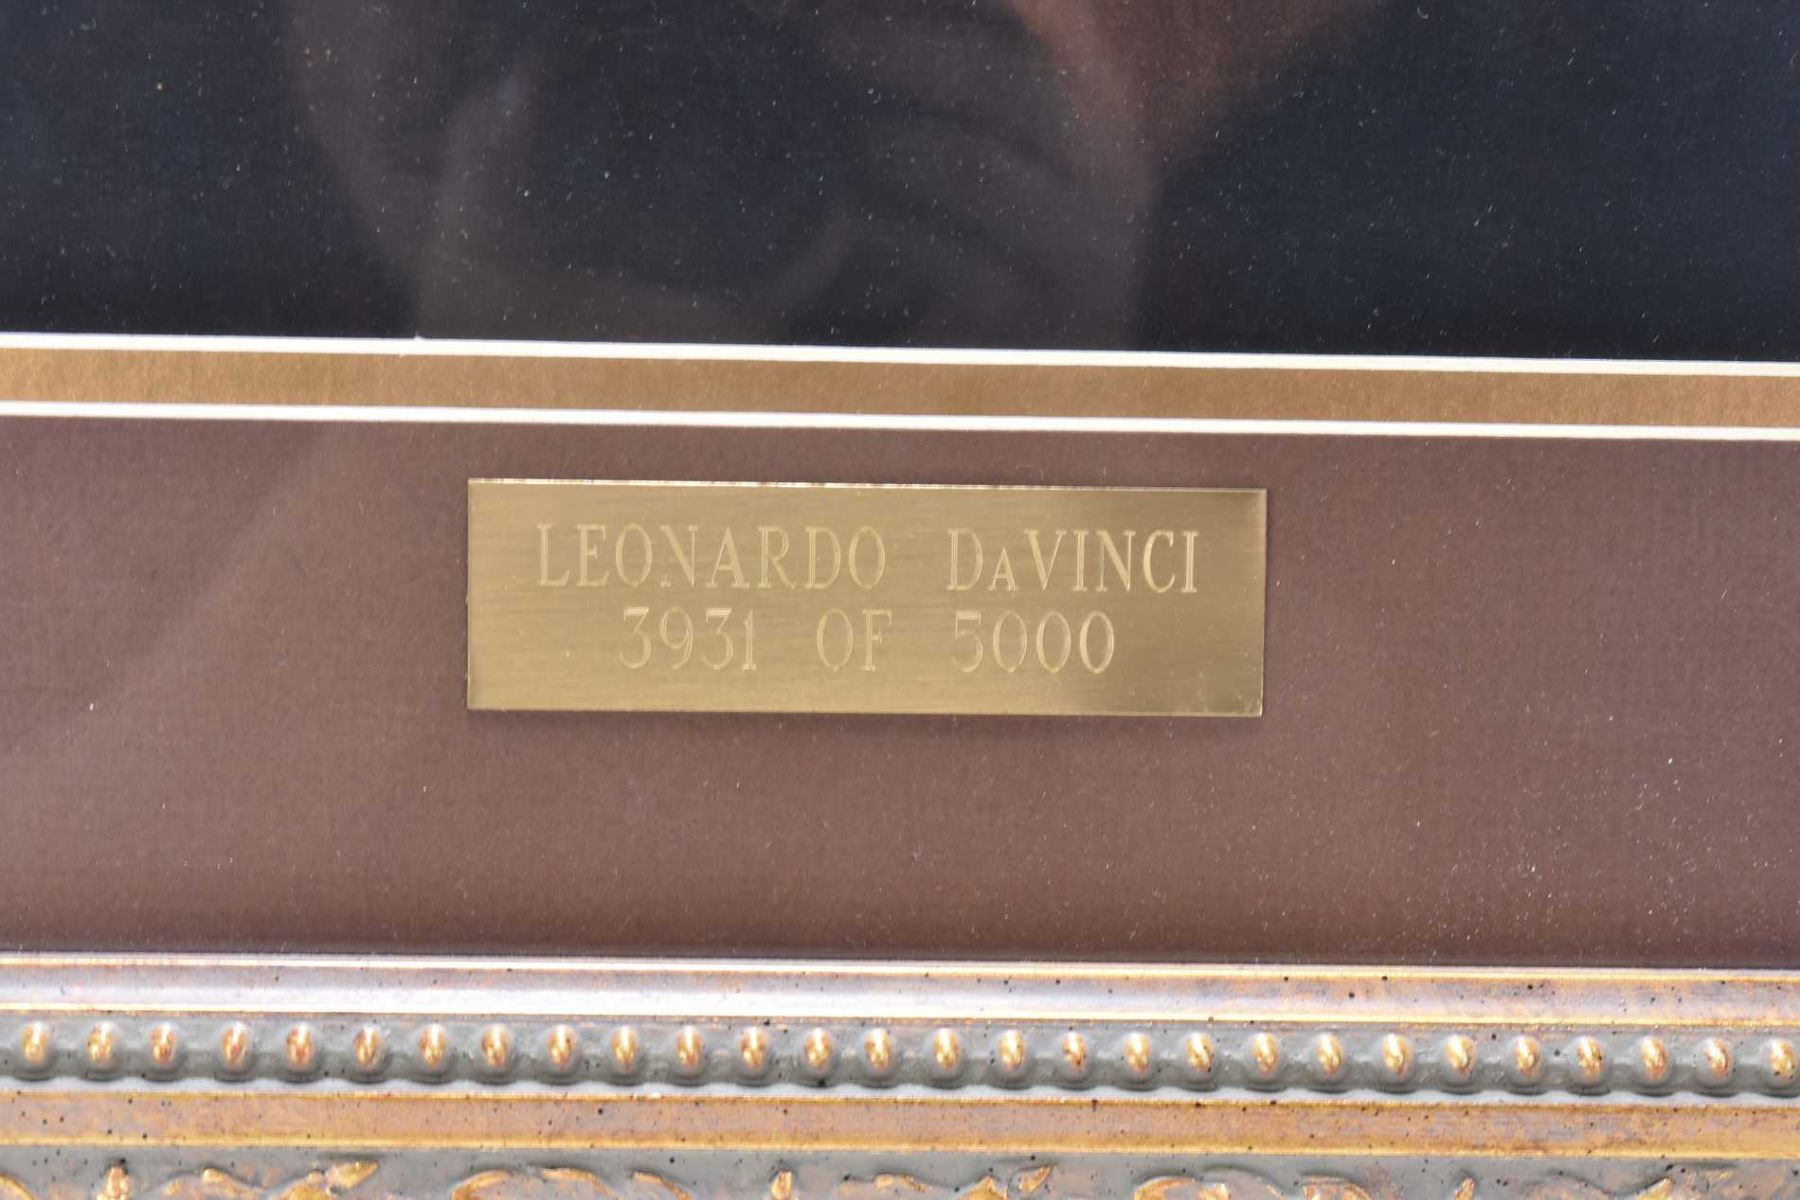 LEONARDO DaVINCI
3931 OF 5000